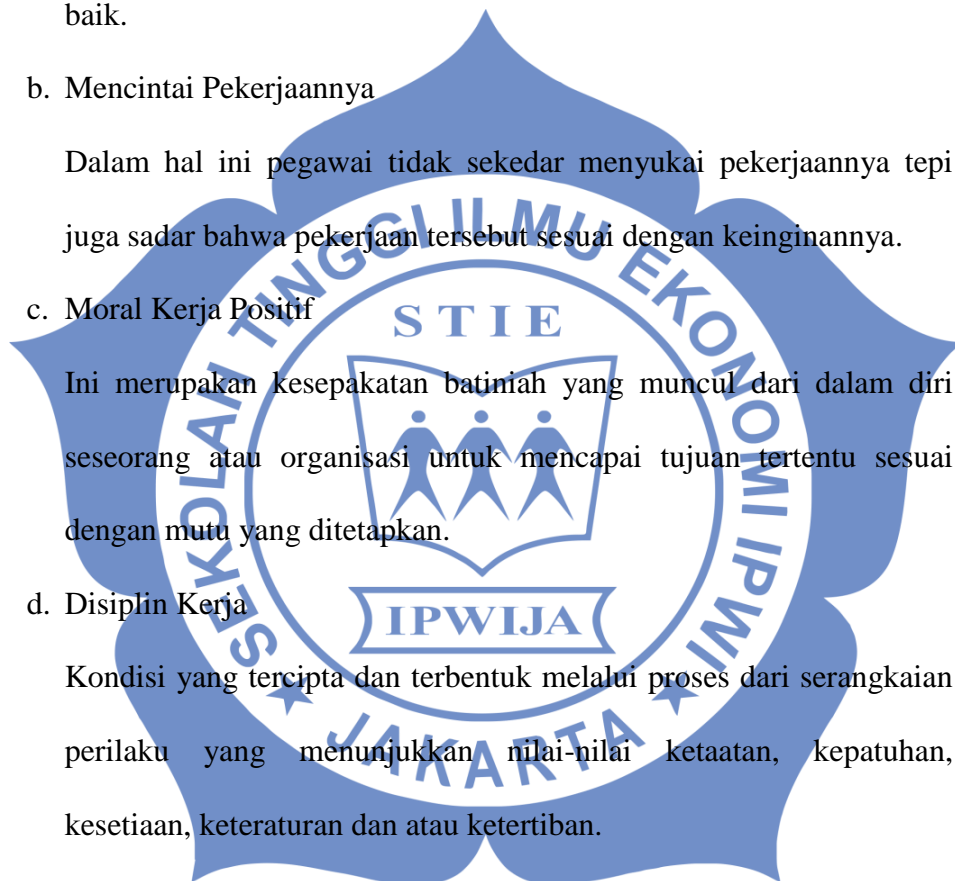 baik.
b. Mencintai Pekerjaannya
Dalam hal ini pegawai tidak sekedar menyukai pekerjaannya tepi
juga sadar bahwa pekerjaan tersebut sesuai dengan keinginannya.
c. Moral Kerja Positif
Ini merupakan kesepakatan batiniah yang muncul dari dalam diri
seseorang atau organisasi untuk mencapai tujuan tertentu sesuai
dengan mutu yang ditetapkan.
d. Disiplin Kerja
Kondisi yang tercipta dan terbentuk melalui proses dari serangkaian
perilaku yang menunjukkan nilai-nilai ketaatan, kepatuhan,
kesetiaan, keteraturan dan atau ketertiban.
SEKOLAH TINGGI ILMU EKONOMI IPWI
STIE
IPWIJA
JAKARTA